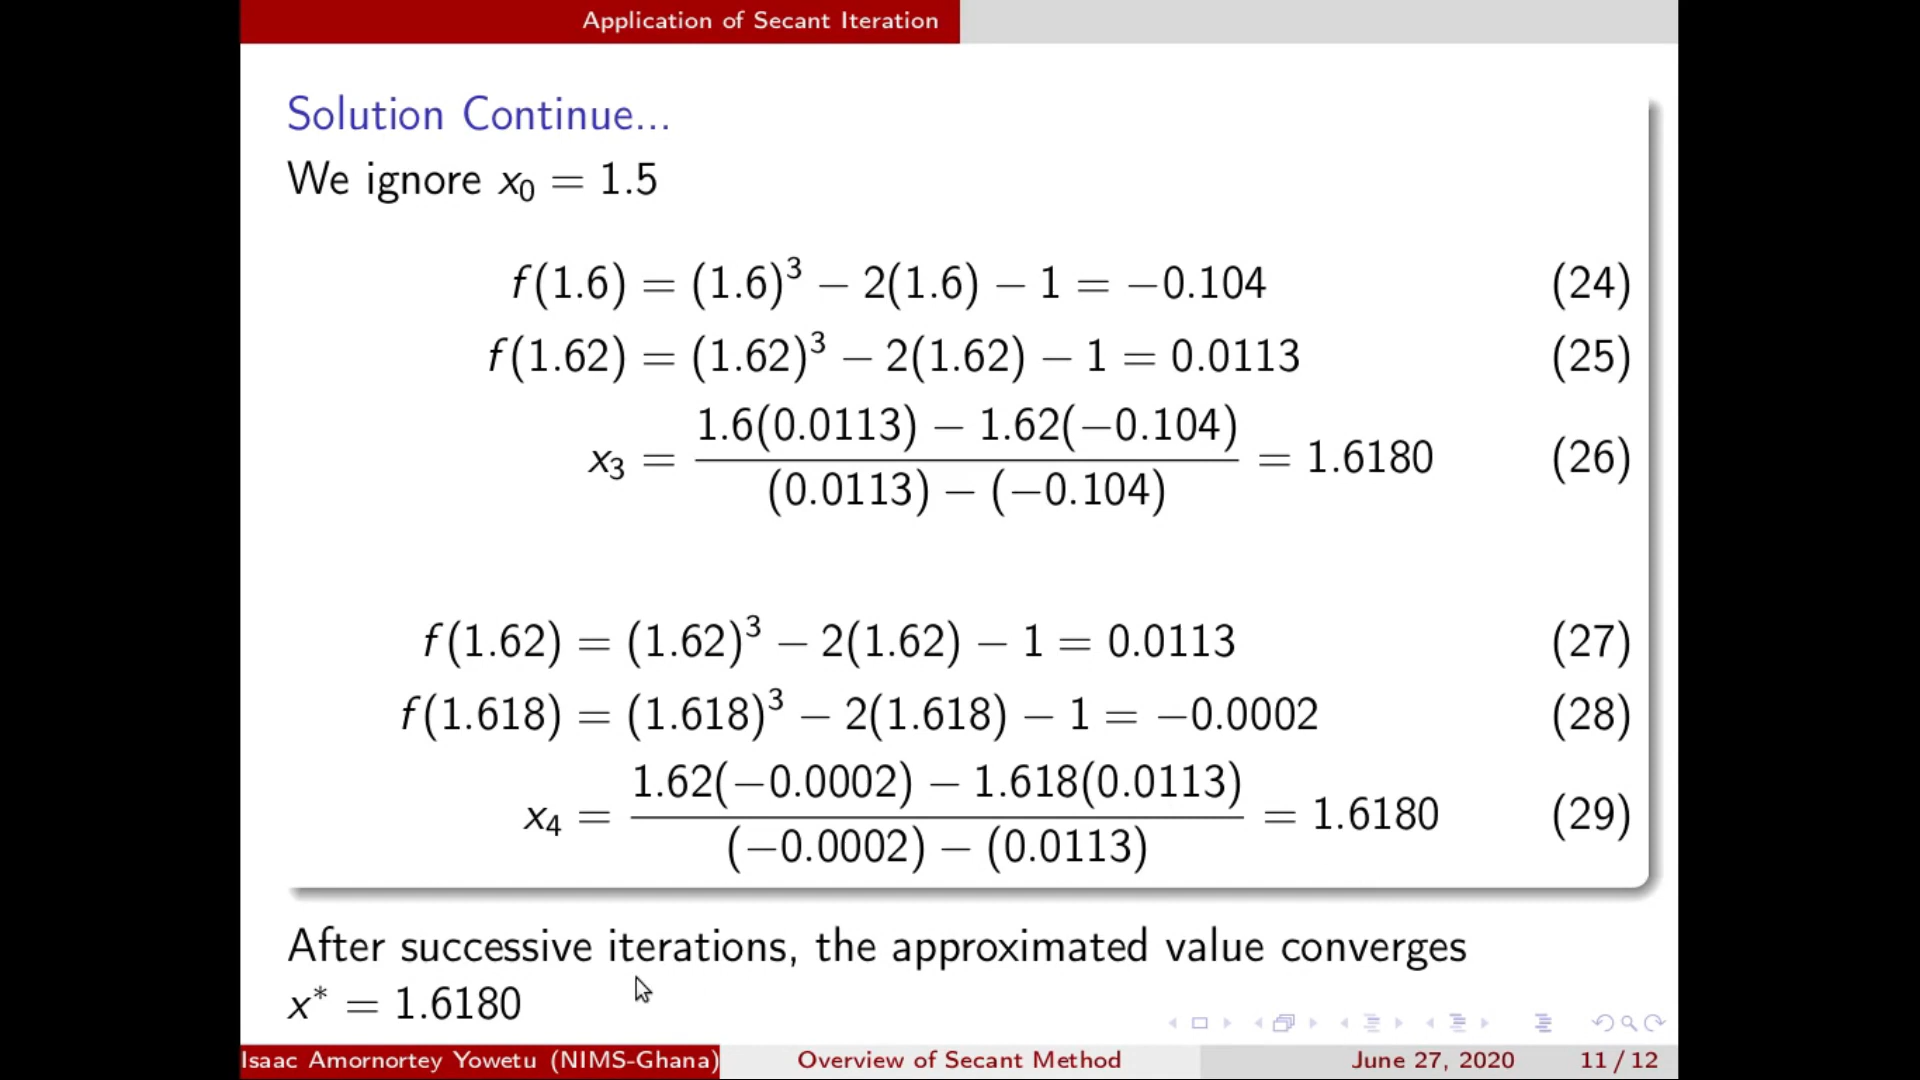 Application of Secant Iteration
Solution Continue...
We ignore x₀ = 1.5
f(1.6) = (1.6)³ − 2(1.6) − 1 = −0.104 (24)
f(1.62) = (1.62)³ − 2(1.62) − 1 = 0.0113 (25)
x₃ = \frac{1.6(0.0113) − 1.62(−0.104)}{(0.0113) − (−0.104)} = 1.6180 (26)
f(1.62) = (1.62)³ − 2(1.62) − 1 = 0.0113 (27)
f(1.618) = (1.618)³ − 2(1.618) − 1 = −0.0002 (28)
x₄ = \frac{1.62(−0.0002) − 1.618(0.0113)}{(−0.0002) − (0.0113)} = 1.6180 (29)
After successive iterations, the approximated value converges
x* = 1.6180
Isaac Amornortey Yowetu (NIMS-Ghana) Overview of Secant Method June 27, 2020 11 / 12